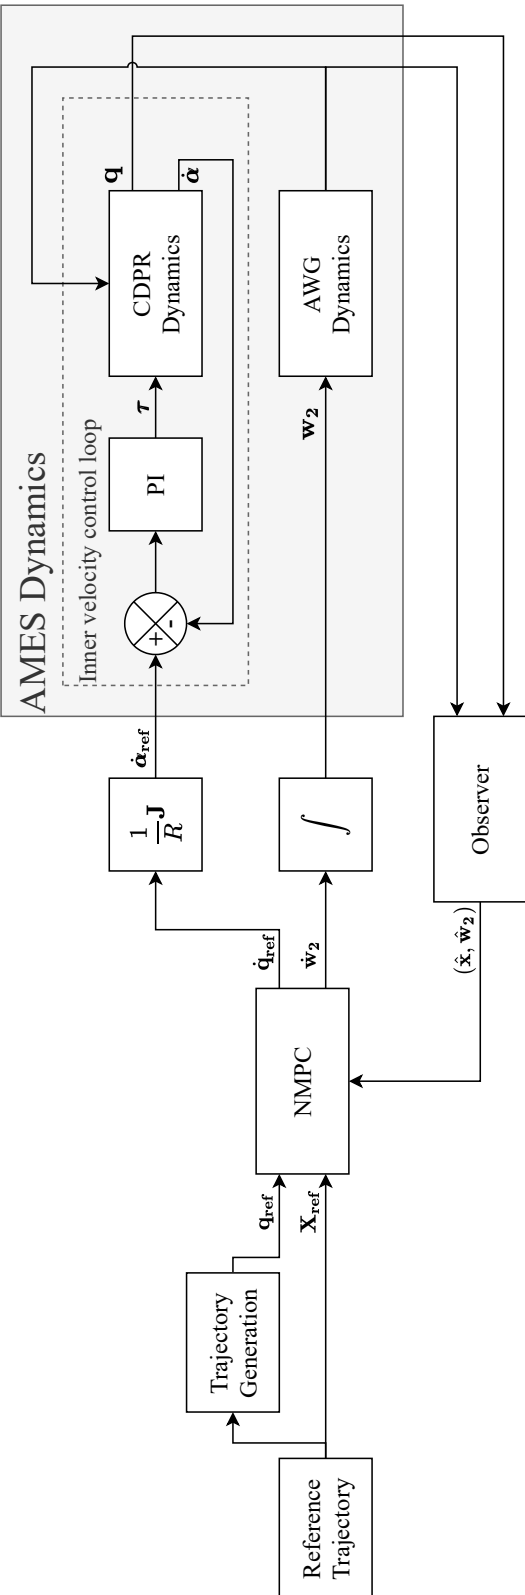 AMES Dynamics
Inner velocity control loop
Reference
Trajectory
Trajectory
Generation
q_ref
X_ref
NMPC
q̇_ref
ẇ₂
1/R J
∫
α̇_ref
+
-
PI
τ
CDPR
Dynamics
q
α̇
w₂
AWG
Dynamics
Observer
(x̂, ŵ₂)